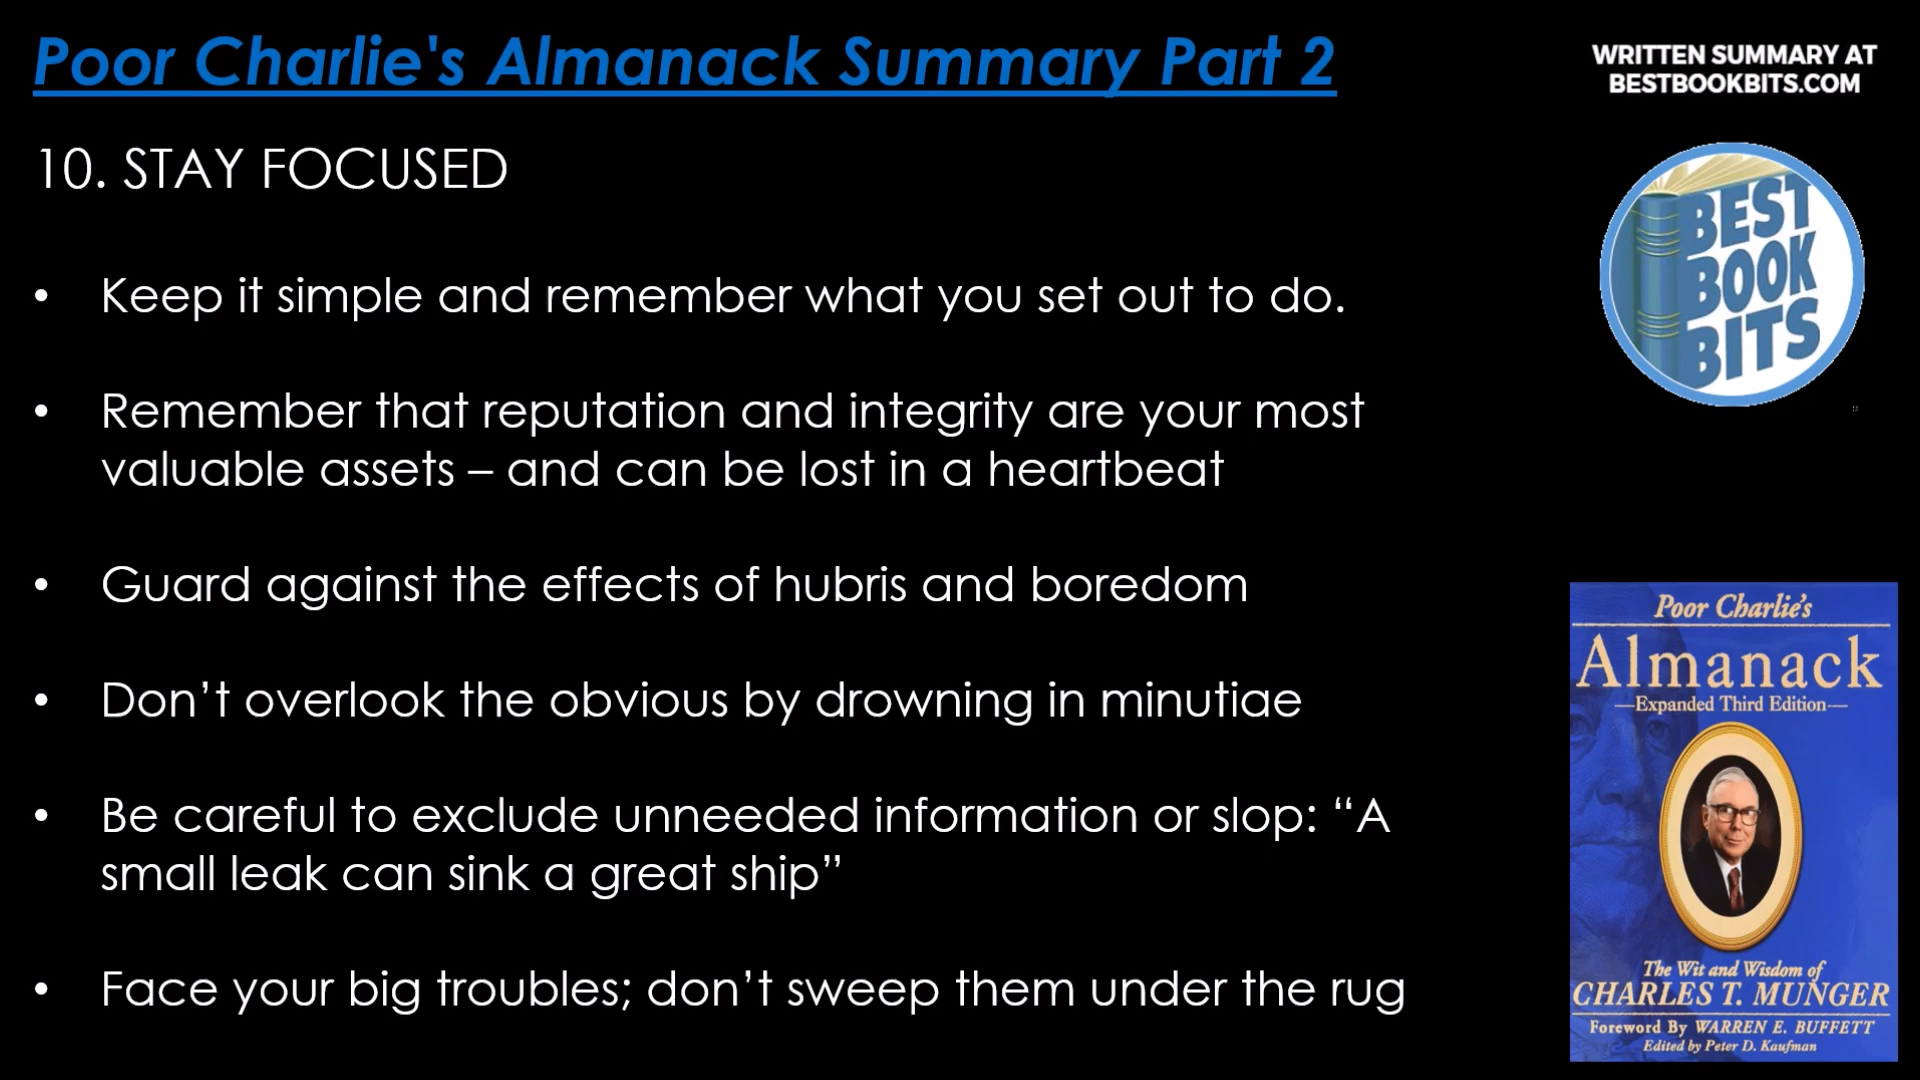 Poor Charlie's Almanack Summary Part 2
WRITTEN SUMMARY AT
BESTBOOKBITS.COM
10. STAY FOCUSED
• Keep it simple and remember what you set out to do.
• Remember that reputation and integrity are your most
valuable assets – and can be lost in a heartbeat
• Guard against the effects of hubris and boredom
• Don’t overlook the obvious by drowning in minutiae
• Be careful to exclude unneeded information or slop: “A
small leak can sink a great ship”
• Face your big troubles; don’t sweep them under the rug
BEST
BOOK
BITS
Poor Charlie's
Almanack
—Expanded Third Edition—
The Wit and Wisdom of
CHARLES T. MUNGER
Foreword By WARREN E. BUFFETT
Edited by Peter D. Kaufman